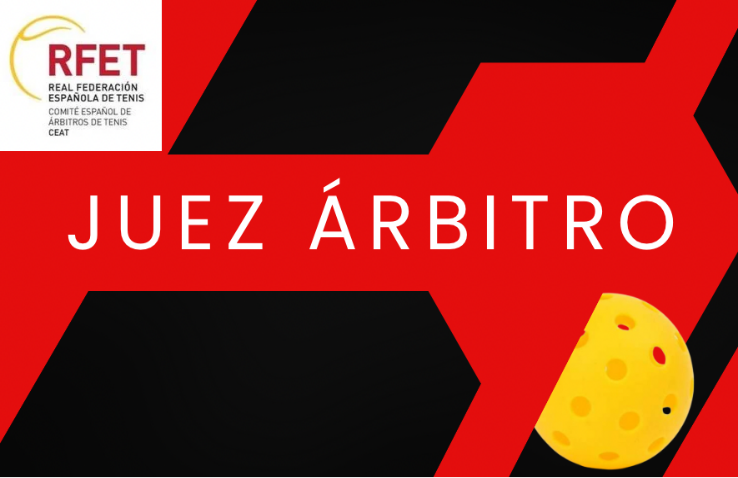 RFET
REAL FEDERACIÓN
ESPAÑOLA DE TENIS
COMITÉ ESPAÑOL DE
ÁRBITROS DE TENIS
CEAT
JUEZ ÁRBITRO